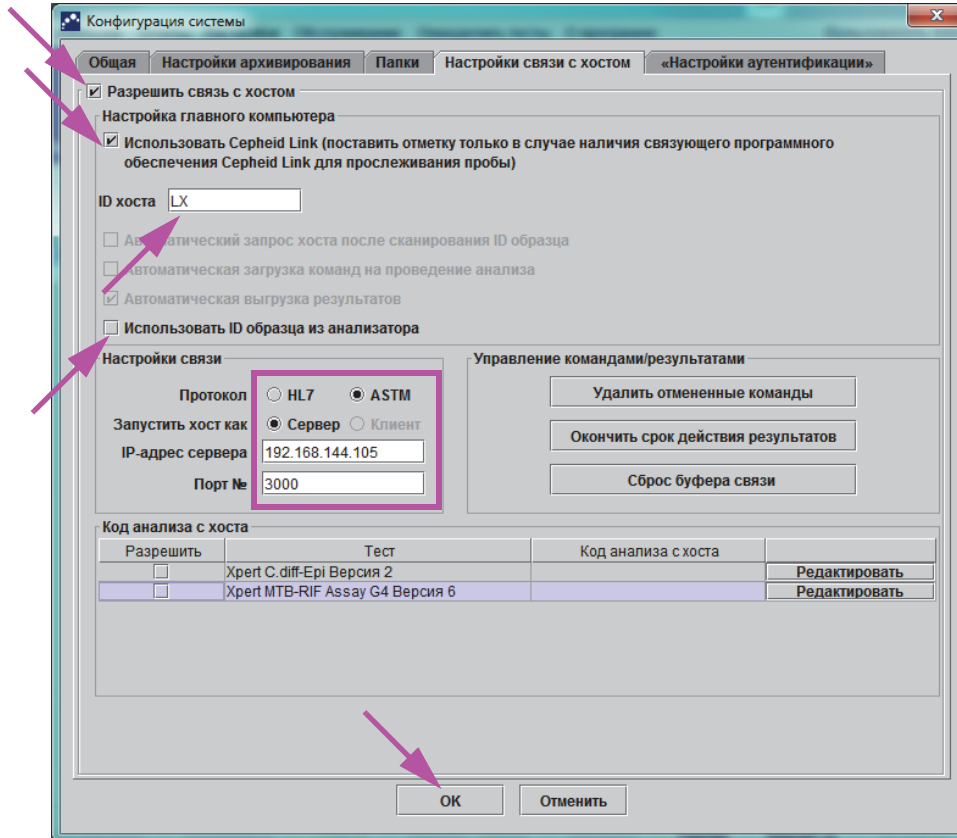 Конфигурация системы
Общая
Настройки архивирования
Папки
Настройки связи с хостом
«Настройки аутентификации»
Разрешить связь с хостом
Настройка главного компьютера
Использовать Cepheid Link (поставить отметку только в случае наличия связующего программного
обеспечения Cepheid Link для прослеживания пробы)
ID хоста LX
Автоматический запрос хоста после сканирования ID образца
Автоматическая загрузка команд на проведение анализа
Автоматическая выгрузка результатов
Использовать ID образца из анализатора
Настройки связи
Протокол HL7 ASTM
Запустить хост как Сервер Клиент
IP-адрес сервера 192.168.144.105
Порт № 3000
Управление командами/результатами
Удалить отмененные команды
Окончить срок действия результатов
Сброс буфера связи
Код анализа с хоста
Разрешить Тест Код анализа с хоста
Xpert C.diff-Epi Версия 2 Редактировать
Xpert MTB-RIF Assay G4 Версия 6 Редактировать
OK
Отменить